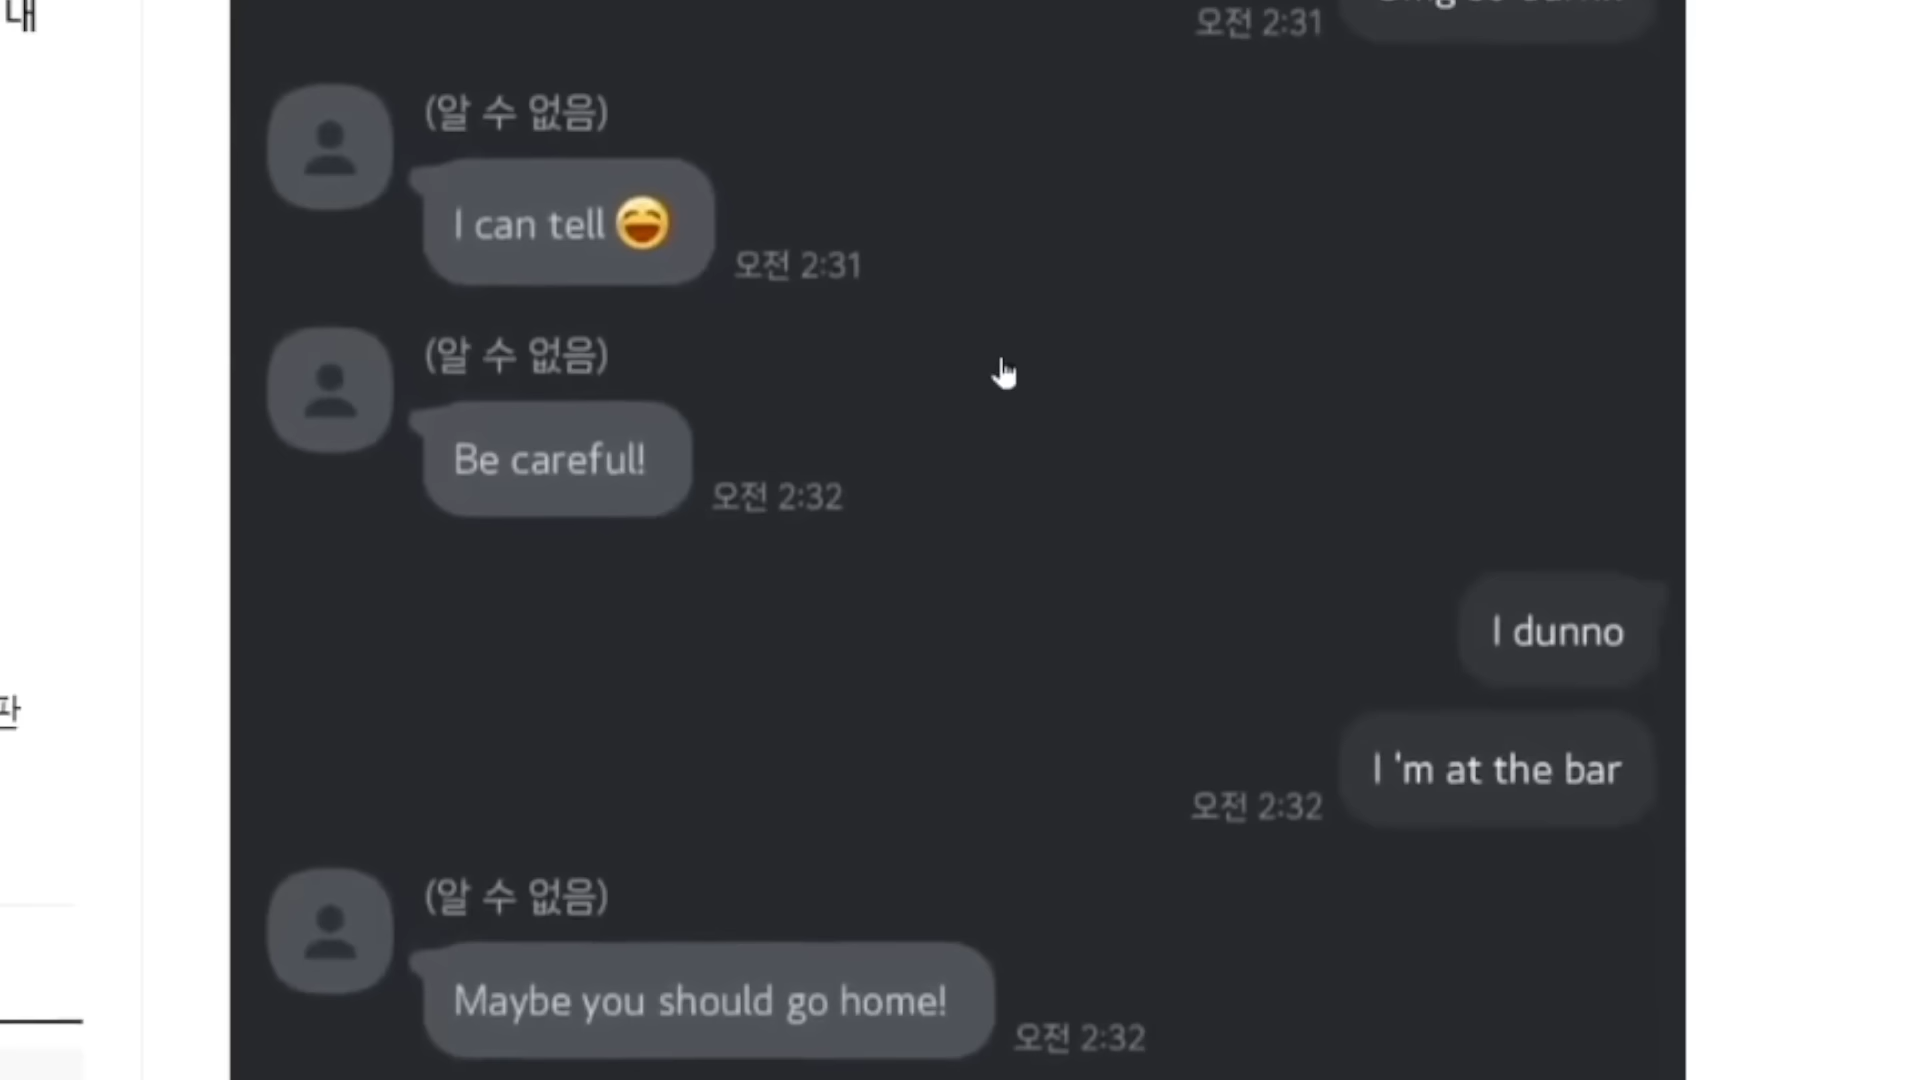 내
오전 2:31
(알 수 없음)
I can tell 😄
오전 2:31
(알 수 없음)
Be careful!
오전 2:32
I dunno
I 'm at the bar
오전 2:32
(알 수 없음)
Maybe you should go home!
오전 2:32
판